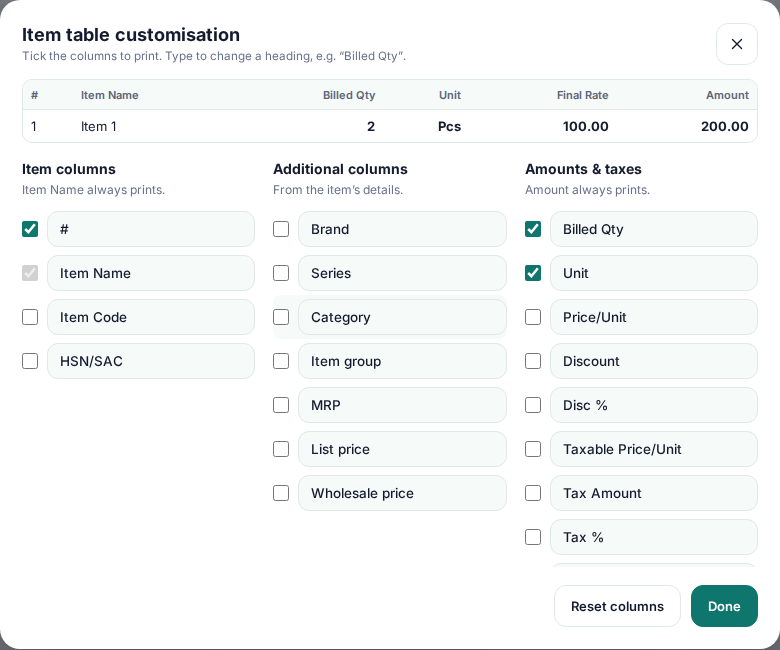 Item table customisation
Tick the columns to print. Type to change a heading, e.g. “Billed Qty”.
# Item Name Billed Qty Unit Final Rate Amount
1 Item 1 2 Pcs 100.00 200.00
Item columns
Item Name always prints.
#
Item Name
Item Code
HSN/SAC
Additional columns
From the item’s details.
Brand
Series
Category
Item group
MRP
List price
Wholesale price
Amounts & taxes
Amount always prints.
Billed Qty
Unit
Price/Unit
Discount
Disc %
Taxable Price/Unit
Tax Amount
Tax %
Reset columns Done